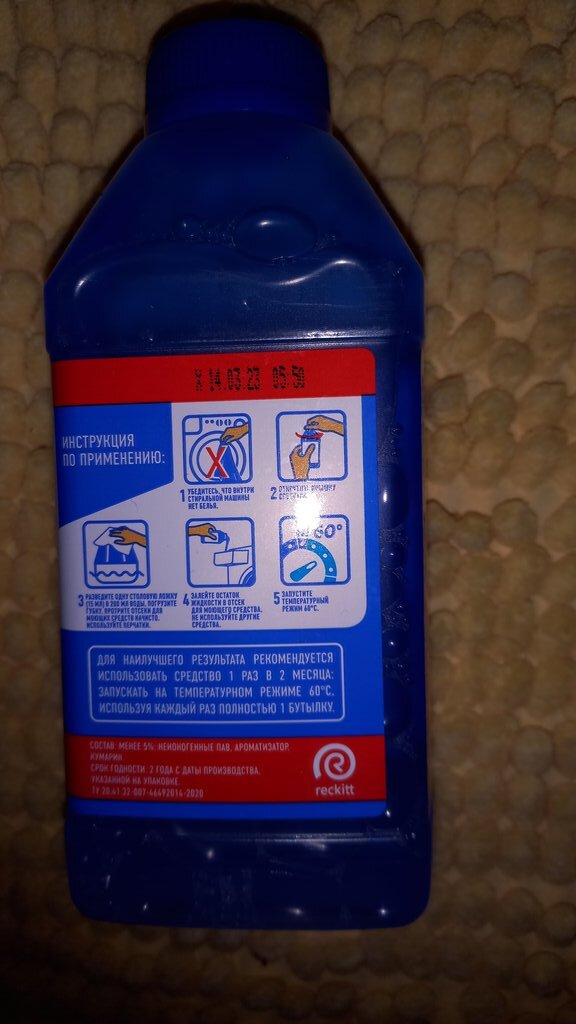 X 14.03.23 05:50
ИНСТРУКЦИЯ
ПО ПРИМЕНЕНИЮ:
1 УБЕДИТЕСЬ, ЧТО ВНУТРИ
СТИРАЛЬНОЙ МАШИНЫ
НЕТ БЕЛЬЯ.
2
3 РАЗВЕДИТЕ ОДНУ СТОЛОВУЮ ЛОЖКУ
(15 МЛ) В 200 МЛ ВОДЫ, ПОГРУЗИТЕ
ГУБКУ, ПРОТРИТЕ ОТСЕКИ ДЛЯ
МОЮЩИХ СРЕДСТВ НАЧИСТО.
ИСПОЛЬЗУЙТЕ ПЕРЧАТКИ.
4 ЗАЛЕЙТЕ ОСТАТОК
ЖИДКОСТИ В ОТСЕК
ДЛЯ МОЮЩЕГО СРЕДСТВА.
НЕ ИСПОЛЬЗУЙТЕ ДРУГИЕ
СРЕДСТВА.
60°
5 ЗАПУСТИТЕ
ТЕМПЕРАТУРНЫЙ
РЕЖИМ 60°C.
ДЛЯ НАИЛУЧШЕГО РЕЗУЛЬТАТА РЕКОМЕНДУЕТСЯ
ИСПОЛЬЗОВАТЬ СРЕДСТВО 1 РАЗ В 2 МЕСЯЦА:
ЗАПУСКАТЬ НА ТЕМПЕРАТУРНОМ РЕЖИМЕ 60°C,
ИСПОЛЬЗУЯ КАЖДЫЙ РАЗ ПОЛНОСТЬЮ 1 БУТЫЛКУ.
СОСТАВ: МЕНЕЕ 5%: НЕИОНОГЕННЫЕ ПАВ, АРОМАТИЗАТОР,
КУМАРИН
СРОК ГОДНОСТИ: 2 ГОДА С ДАТЫ ПРОИЗВОДСТВА,
УКАЗАННОЙ НА УПАКОВКЕ.
ТУ 20.41.32-007-46492014-2020
reckitt